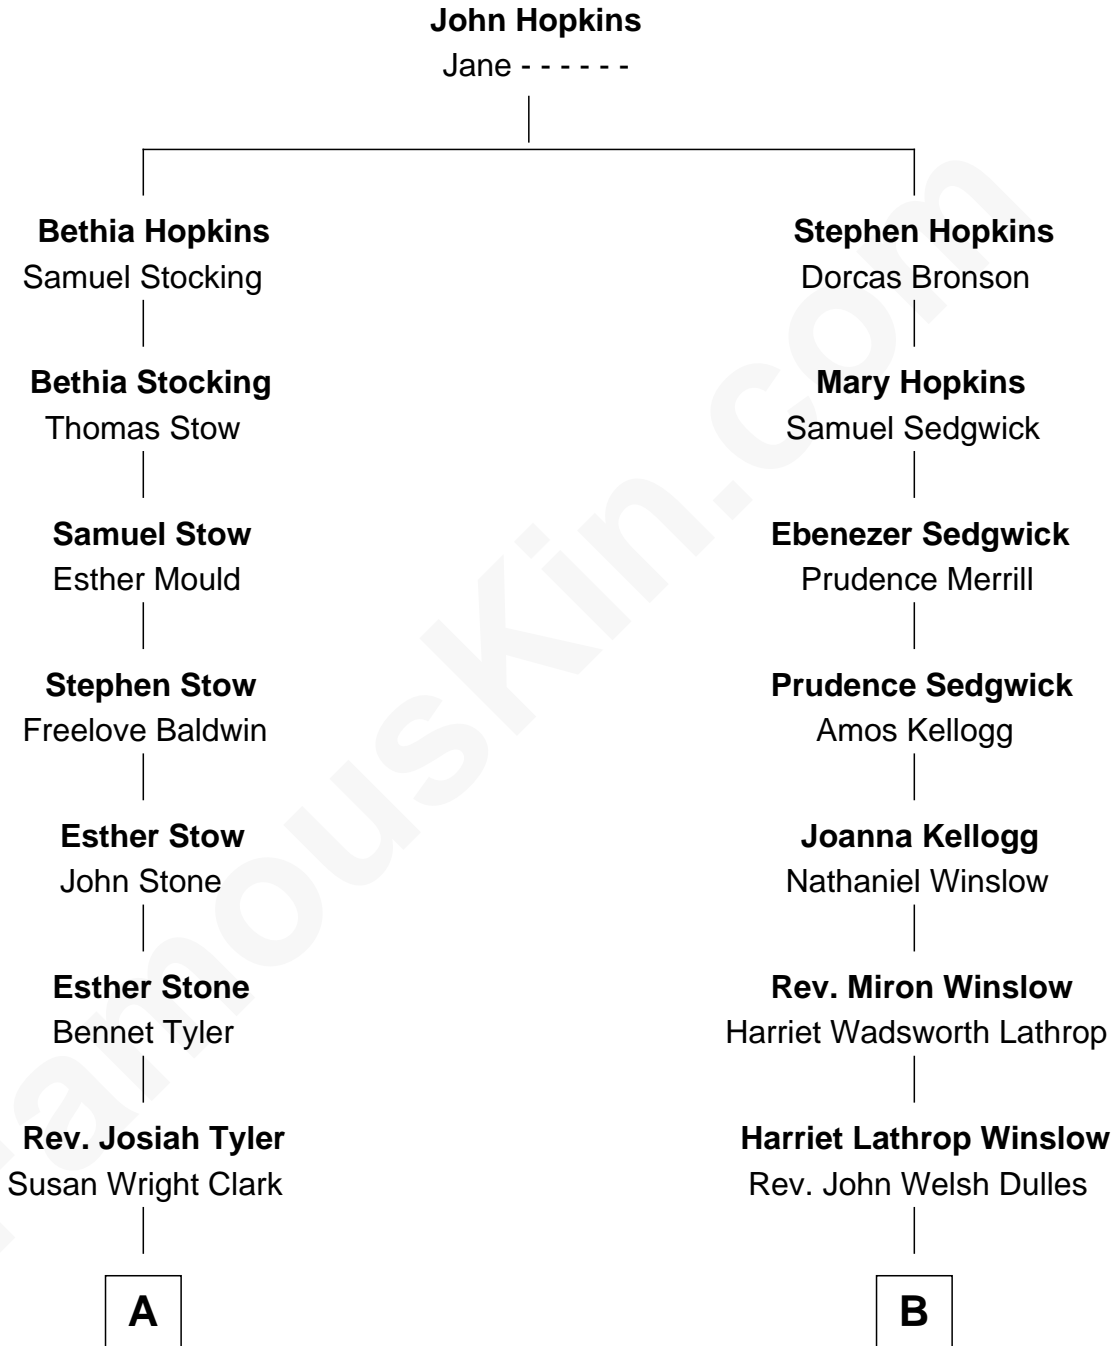 John Hopkins
Jane - - - - - -
Bethia Hopkins
Samuel Stocking
Stephen Hopkins
Dorcas Bronson
Bethia Stocking
Thomas Stow
Mary Hopkins
Samuel Sedgwick
Samuel Stow
Esther Mould
Ebenezer Sedgwick
Prudence Merrill
Stephen Stow
Freelove Baldwin
Prudence Sedgwick
Amos Kellogg
Esther Stow
John Stone
Joanna Kellogg
Nathaniel Winslow
Esther Stone
Bennet Tyler
Rev. Miron Winslow
Harriet Wadsworth Lathrop
Rev. Josiah Tyler
Susan Wright Clark
Harriet Lathrop Winslow
Rev. John Welsh Dulles
A
B
FamousKin.com